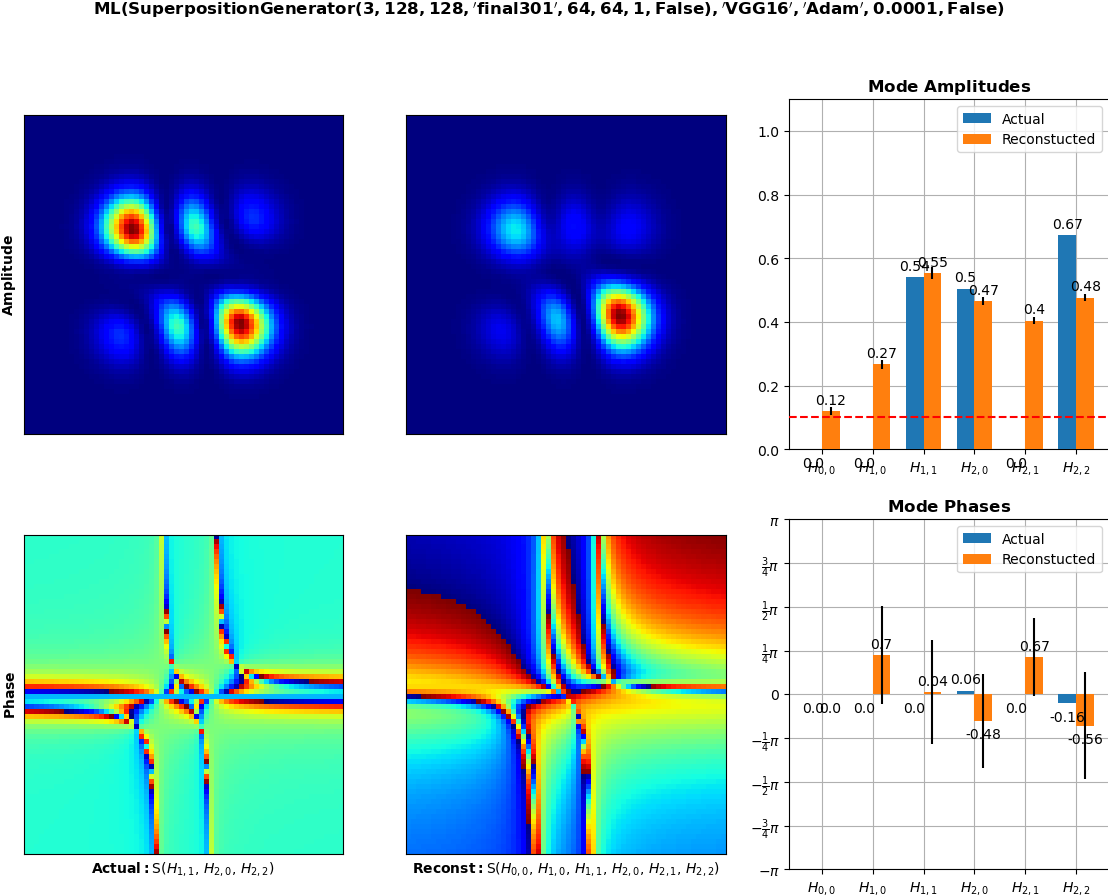 ML(SuperpositionGenerator(3, 128, 128, 'final301', 64, 64, 1, False), 'VGG16', 'Adam', 0.0001, False)
Amplitude
Mode Amplitudes
Actual
Reconstucted
1.0
0.8
0.6
0.4
0.2
0.0
0.0
0.12
0.0
0.27
0.54
0.55
0.5
0.47
0.0
0.4
0.67
0.48
H0,0
H1,0
H1,1
H2,0
H2,1
H2,2
Phase
Mode Phases
Actual
Reconstucted
π
3/4π
1/2π
1/4π
0
−1/4π
−1/2π
−3/4π
−π
0.0
0.0
0.0
0.7
0.0
0.04
0.06
-0.48
0.0
0.67
-0.16
-0.56
H0,0
H1,0
H1,1
H2,0
H2,1
H2,2
Actual: S(H1,1, H2,0, H2,2)
Reconst: S(H0,0, H1,0, H1,1, H2,0, H2,1, H2,2)